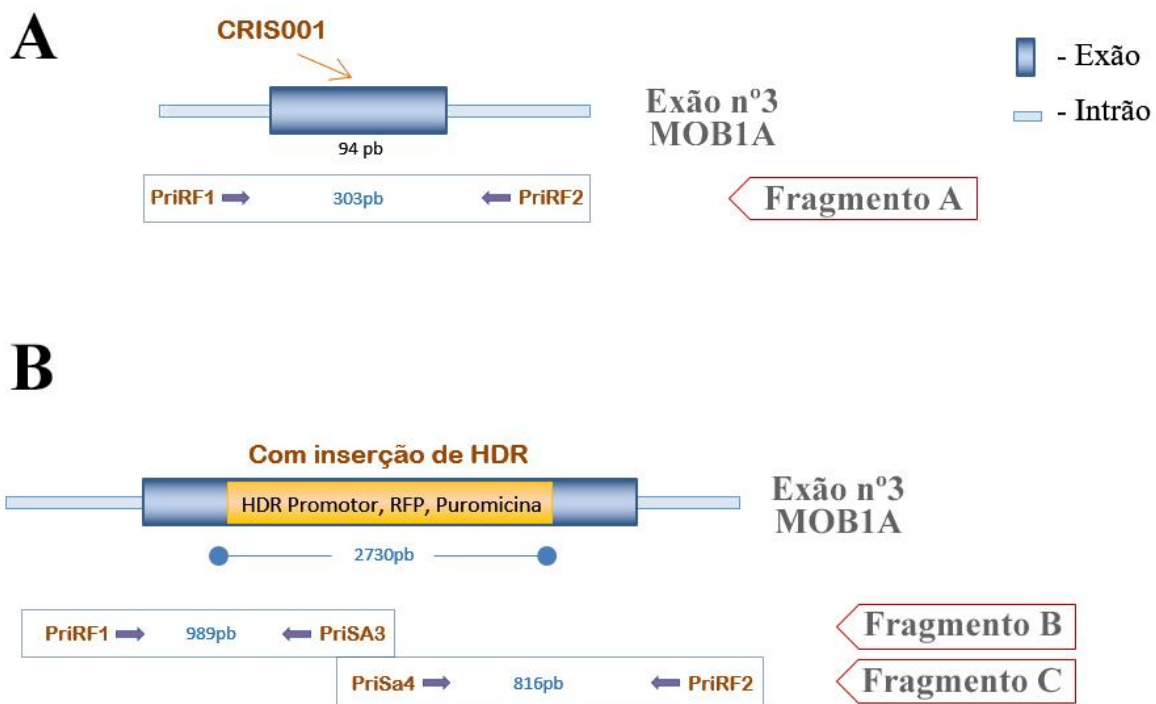 A
CRIS001
- Exão
- Intrão
94 pb
Exão nº3
MOB1A
PriRF1
303pb
PriRF2
Fragmento A
B
Com inserção de HDR
HDR Promotor, RFP, Puromicina
Exão nº3
MOB1A
2730pb
PriRF1
989pb
PriSA3
Fragmento B
PriSa4
816pb
PriRF2
Fragmento C